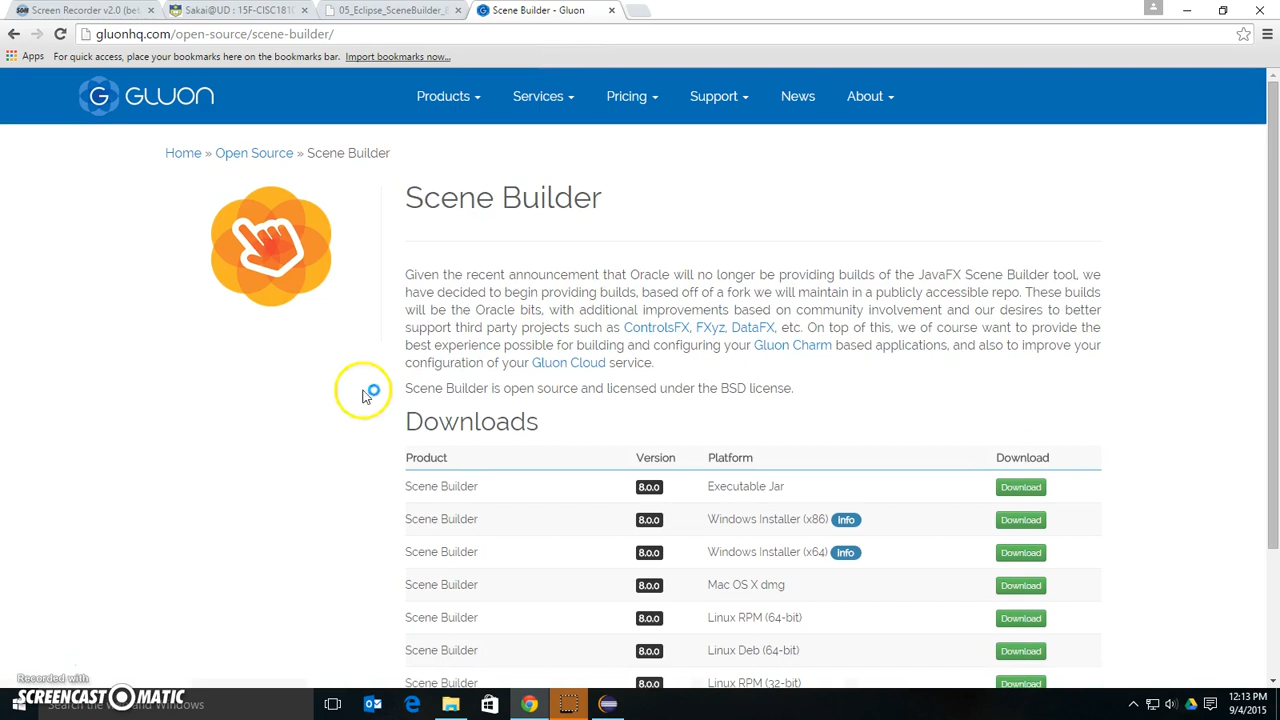 Screen Recorder v2.0 (beta
Sakai@UD : 15F-CISC181
05_Eclipse_SceneBuilder_
Scene Builder - Gluon
gluonhq.com/open-source/scene-builder/
Apps For quick access, place your bookmarks here on the bookmarks bar. Import bookmarks now...
G GLUON Products Services Pricing Support News About
Home » Open Source » Scene Builder
Scene Builder
Given the recent announcement that Oracle will no longer be providing builds of the JavaFX Scene Builder tool, we
have decided to begin providing builds, based off of a fork we will maintain in a publicly accessible repo. These builds
will be the Oracle bits, with additional improvements based on community involvement and our desires to better
support third party projects such as ControlsFX, FXyz, DataFX, etc. On top of this, we of course want to provide the
best experience possible for building and configuring your Gluon Charm based applications, and also to improve your
configuration of your Gluon Cloud service.
Scene Builder is open source and licensed under the BSD license.
Downloads
Product Version Platform Download
Scene Builder 8.0.0 Executable Jar Download
Scene Builder 8.0.0 Windows Installer (x86) Info Download
Scene Builder 8.0.0 Windows Installer (x64) Info Download
Scene Builder 8.0.0 Mac OS X dmg Download
Scene Builder 8.0.0 Linux RPM (64-bit) Download
Scene Builder 8.0.0 Linux Deb (64-bit) Download
Scene Builder 8.0.0 Linux RPM (32-bit) Download
Recorded with
SCREENCAST-O-MATIC
Search the web and Windows
12:13 PM
9/4/2015